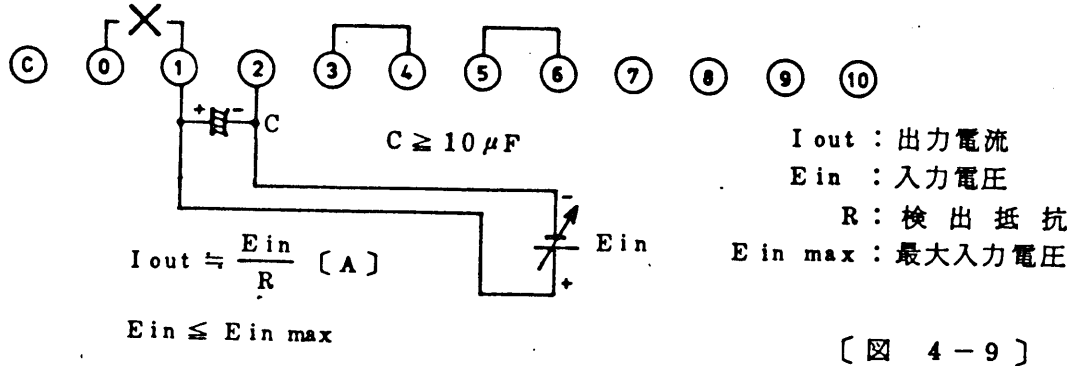 C 0 1 2 3 4 5 6 7 8 9 10
+ - C
C ≧ 10 μF
I out : 出力電流
E in : 入力電圧
R : 検出抵抗
E in max : 最大入力電圧
-
E in
+
I out ≒ E in / R 〔A〕
E in ≦ E in max
〔図 4-9〕